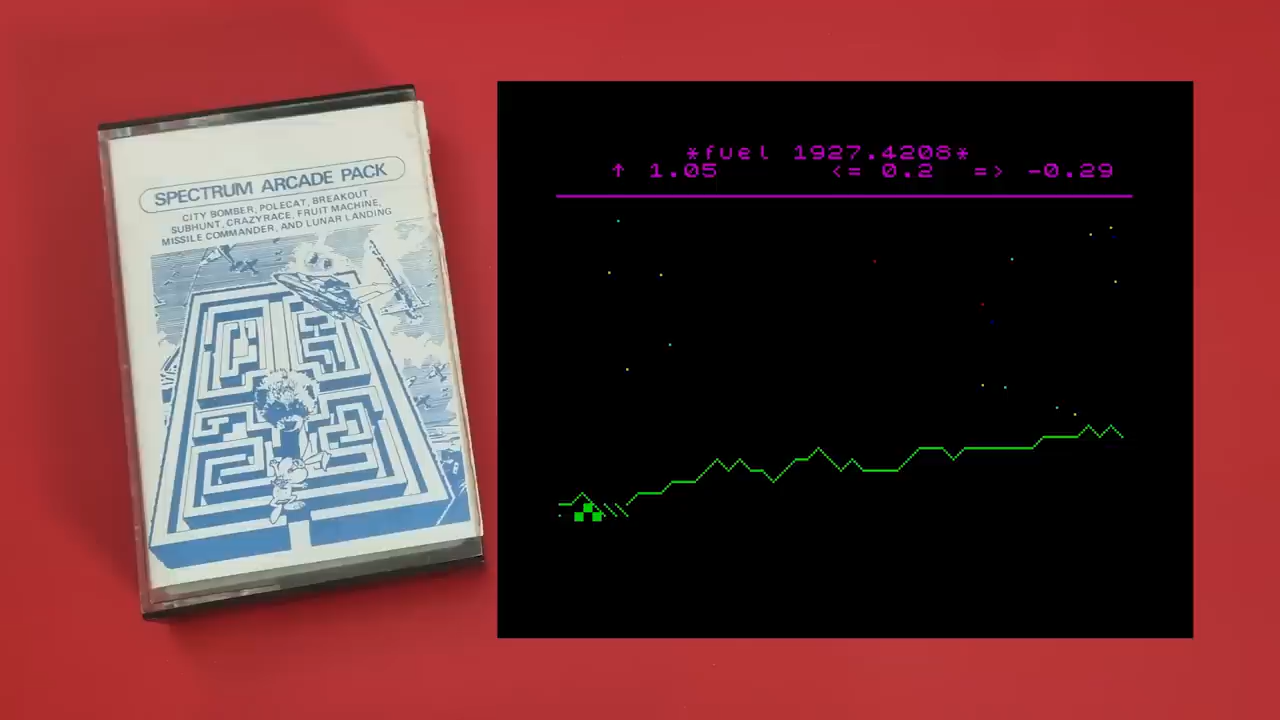 SPECTRUM ARCADE PACK
CITY BOMBER, POLECAT, BREAKOUT,
SUBHUNT, CRAZYRACE, FRUIT MACHINE,
MISSILE COMMANDER, AND LUNAR LANDING
*fuel 1927.4208*
↑ 1.05 <= 0.2 => -0.29